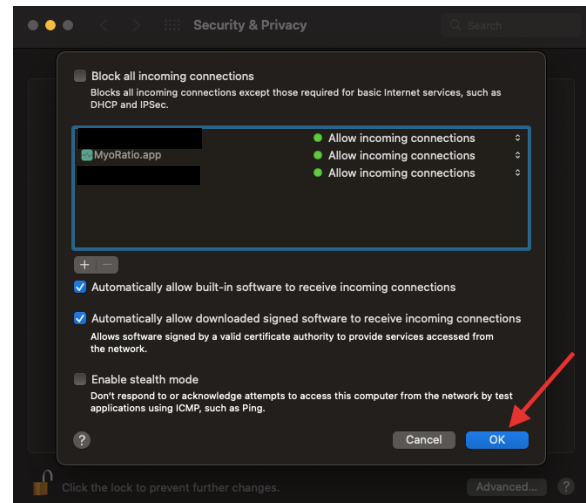 Security & Privacy
Search
Block all incoming connections
Blocks all incoming connections except those required for basic Internet services, such as
DHCP and IPSec.
Allow incoming connections
MyoRatio.app Allow incoming connections
Allow incoming connections
+ −
Automatically allow built-in software to receive incoming connections
Automatically allow downloaded signed software to receive incoming connections
Allows software signed by a valid certificate authority to provide services accessed from
the network.
Enable stealth mode
Don't respond to or acknowledge attempts to access this computer from the network by test
applications using ICMP, such as Ping.
? Cancel OK
Click the lock to prevent further changes. Advanced... ?